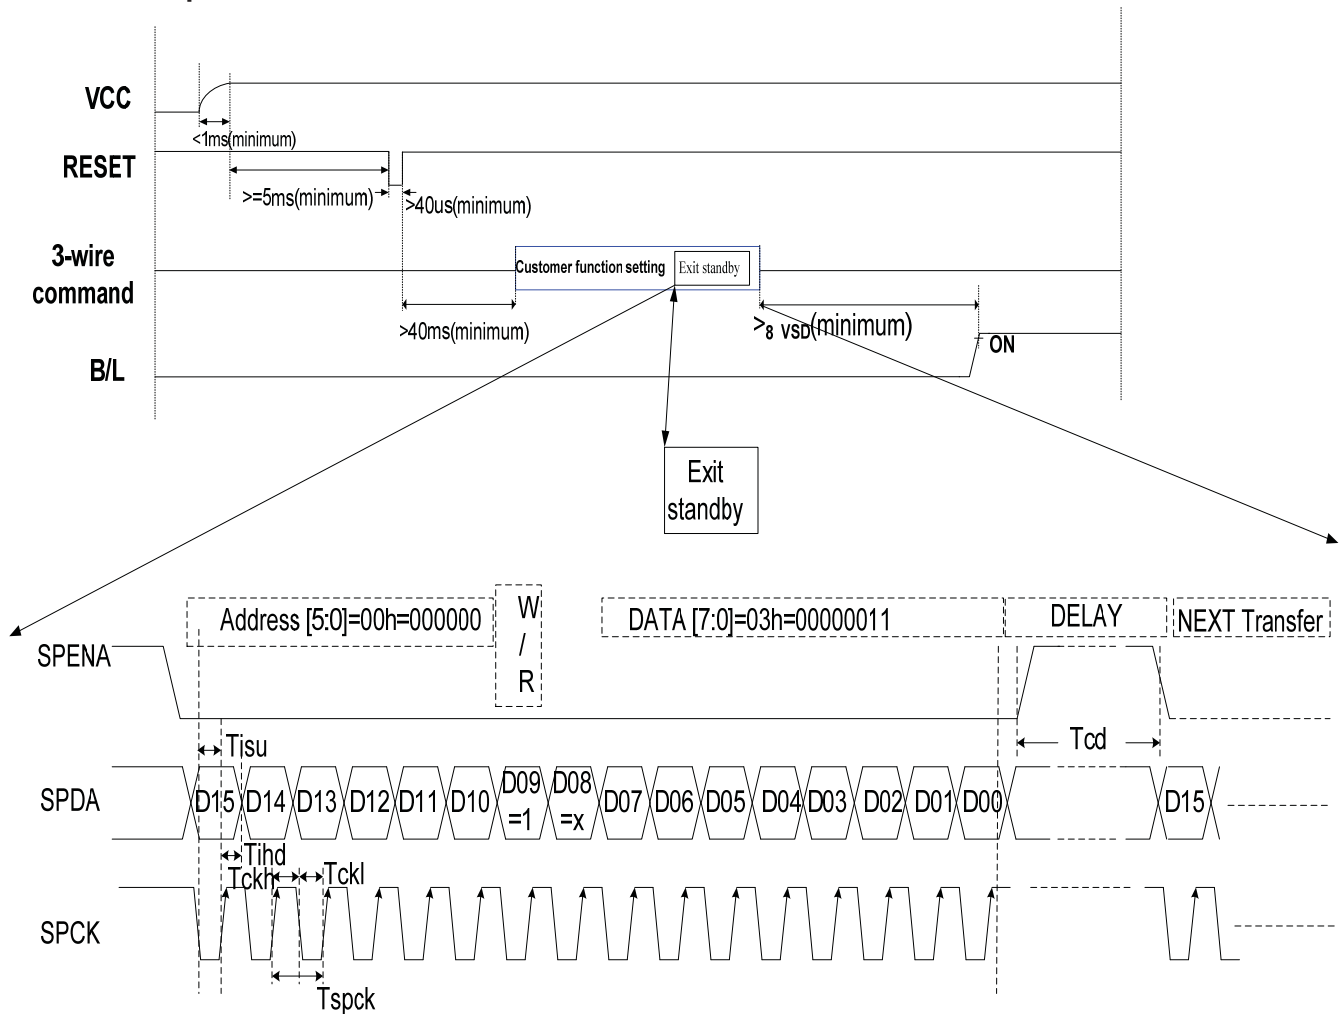 VCC
<1ms(minimum)
RESET
>=5ms(minimum)
>40us(minimum)
3-wire
command
Customer function setting
Exit standby
>40ms(minimum)
>8 VSD(minimum)
ON
B/L
Exit
standby
Address [5:0]=00h=000000
W
/
R
DATA [7:0]=03h=00000011
DELAY
NEXT Transfer
SPENA
Tisu
Tcd
SPDA
D15 D14 D13 D12 D11 D10 D09 =1 D08 =x D07 D06 D05 D04 D03 D02 D01 D00 D15
Tihd
Tckh
Tckl
SPCK
Tspck